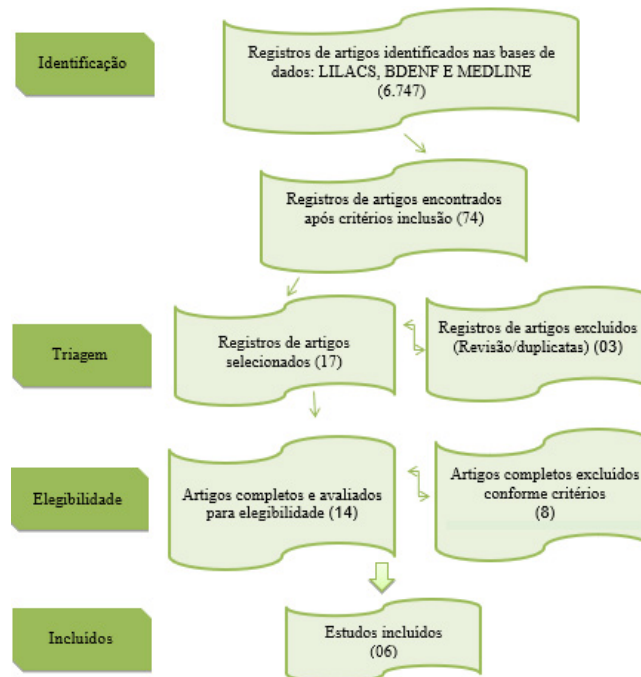 Identificação
Registros de artigos identificados nas bases de
dados: LILACS, BDENF E MEDLINE
(6.747)
Registros de artigos encontrados
após critérios inclusão (74)
Triagem
Registros de artigos
selecionados (17)
Registros de artigos excluídos
(Revisão/duplicatas) (03)
Elegibilidade
Artigos completos e avaliados
para elegibilidade (14)
Artigos completos excluídos
conforme critérios
(8)
Incluídos
Estudos incluídos
(06)